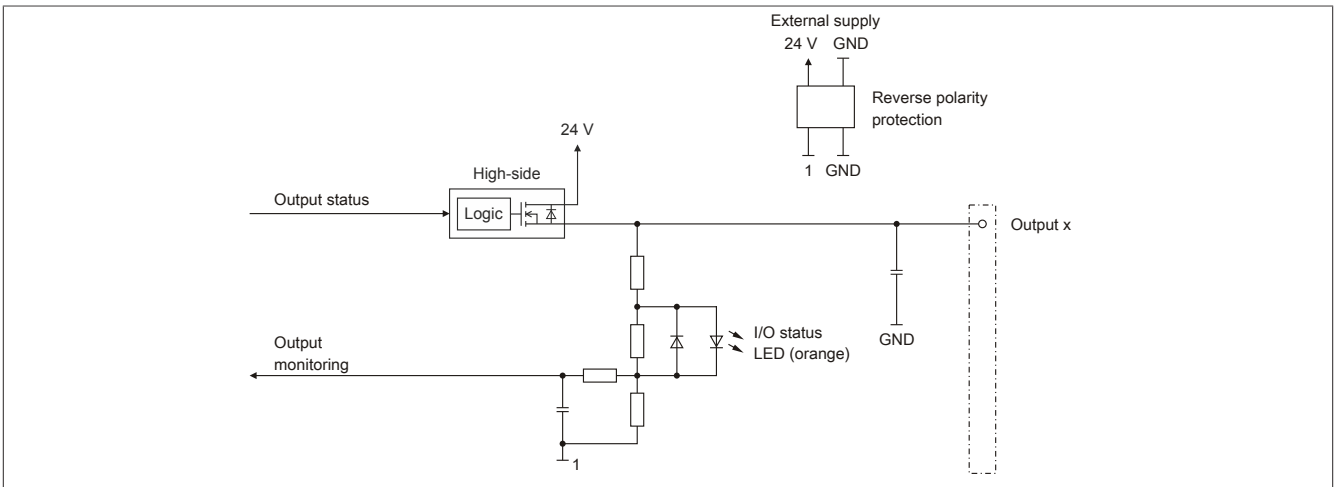 External supply
24 V GND
Reverse polarity
protection
1 GND
24 V
High-side
Output status
Logic
Output x
I/O status
LED (orange)
GND
Output
monitoring
1